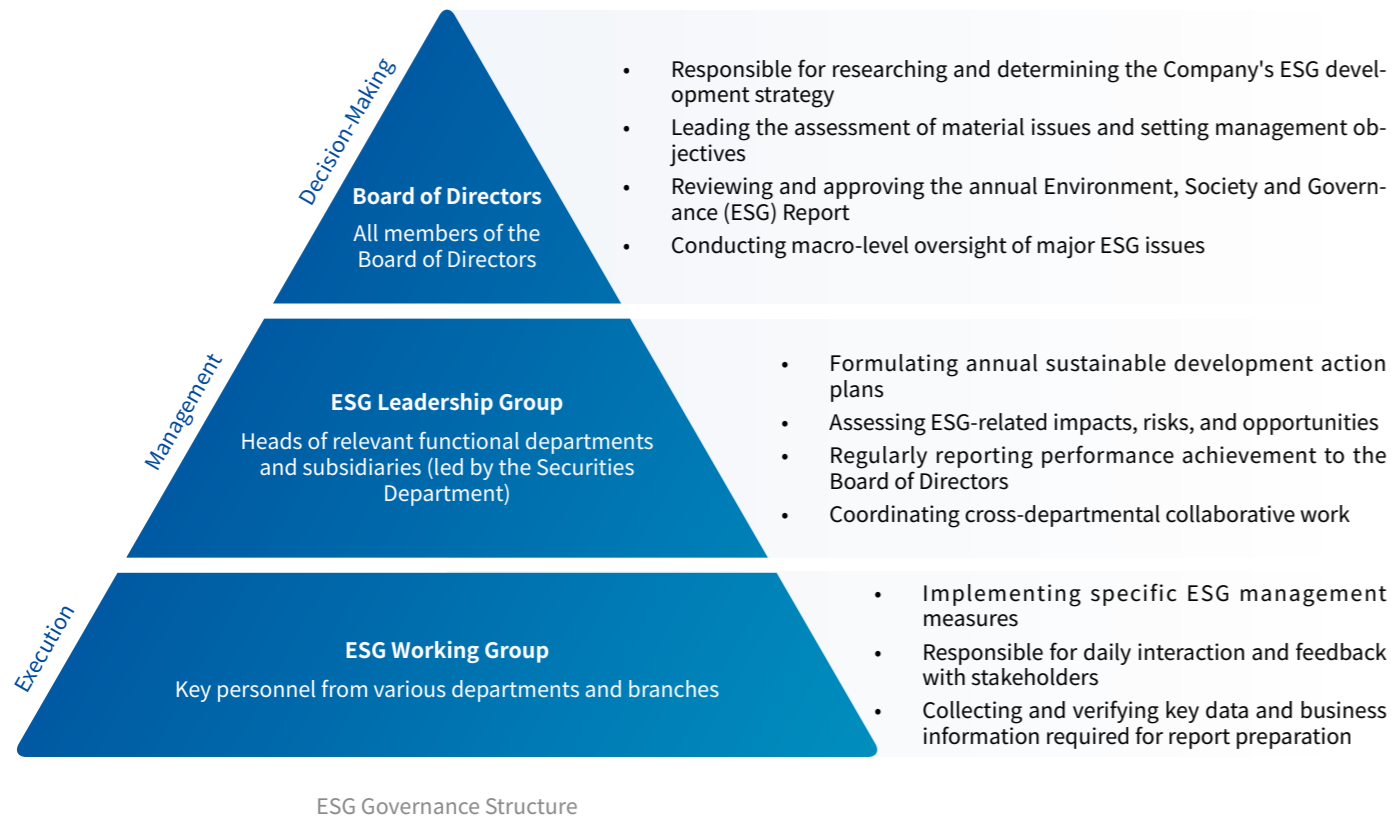 Decision-Making
Board of Directors
All members of the
Board of Directors
• Responsible for researching and determining the Company's ESG devel-
opment strategy
• Leading the assessment of material issues and setting management ob-
jectives
• Reviewing and approving the annual Environment, Society and Govern-
ance (ESG) Report
• Conducting macro-level oversight of major ESG issues
Management
ESG Leadership Group
Heads of relevant functional departments
and subsidiaries (led by the Securities
Department)
• Formulating annual sustainable development action
plans
• Assessing ESG-related impacts, risks, and opportunities
• Regularly reporting performance achievement to the
Board of Directors
• Coordinating cross-departmental collaborative work
Execution
ESG Working Group
Key personnel from various departments and branches
• Implementing specific ESG management
measures
• Responsible for daily interaction and feedback
with stakeholders
• Collecting and verifying key data and business
information required for report preparation
ESG Governance Structure